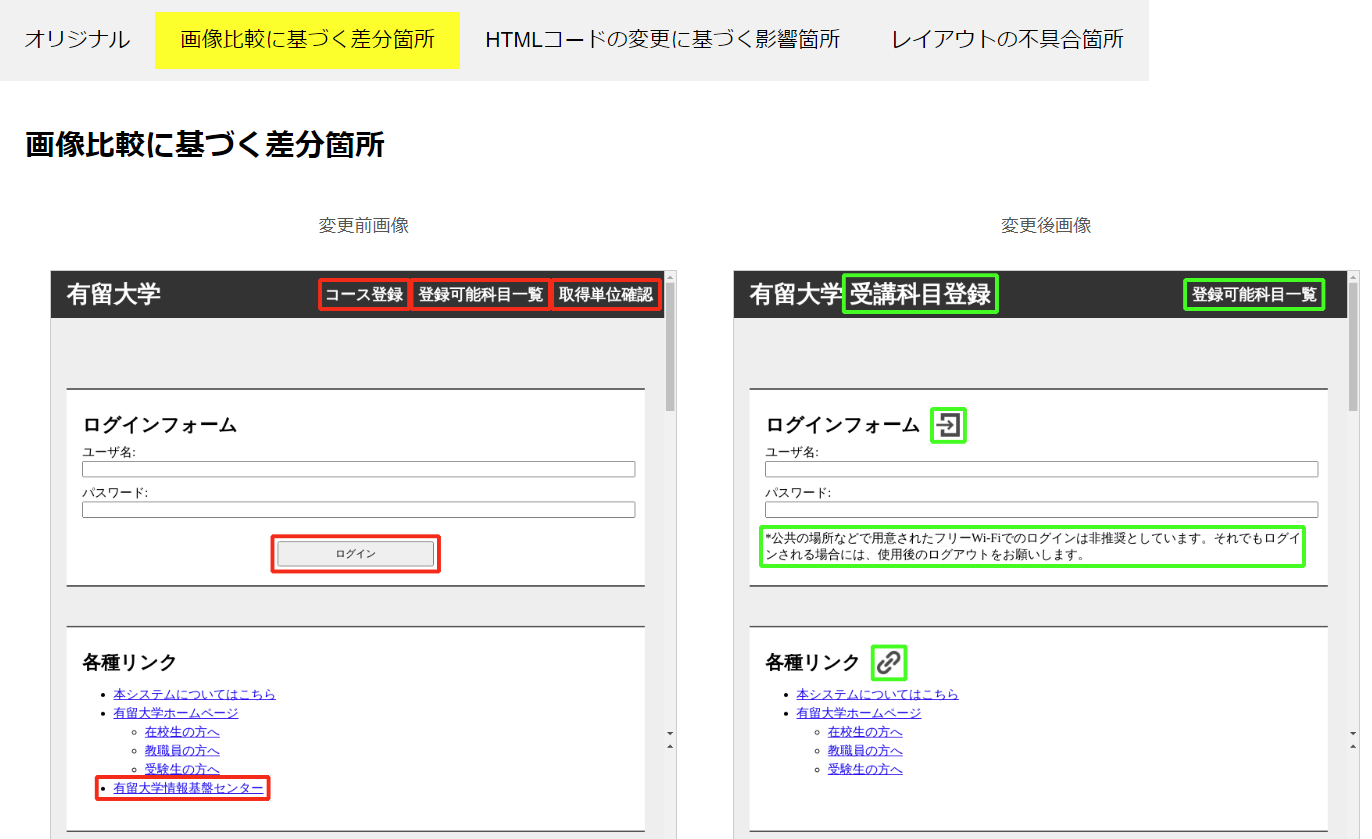 オリジナル 画像比較に基づく差分箇所 HTMLコードの変更に基づく影響箇所 レイアウトの不具合箇所
画像比較に基づく差分箇所
変更前画像
有留大学 コース登録 登録可能科目一覧 取得単位確認
ログインフォーム
ユーザ名:
パスワード:
ログイン
各種リンク
本システムについてはこちら
有留大学ホームページ
在校生の方へ
教職員の方へ
受験生の方へ
有留大学情報基盤センター
変更後画像
有留大学 受講科目登録 登録可能科目一覧
ログインフォーム
ユーザ名:
パスワード:
*公共の場所などで用意されたフリーWi-Fiでのログインは非推奨としています。それでもログイ
ンされる場合には、使用後のログアウトをお願いします。
各種リンク
本システムについてはこちら
有留大学ホームページ
在校生の方へ
教職員の方へ
受験生の方へ